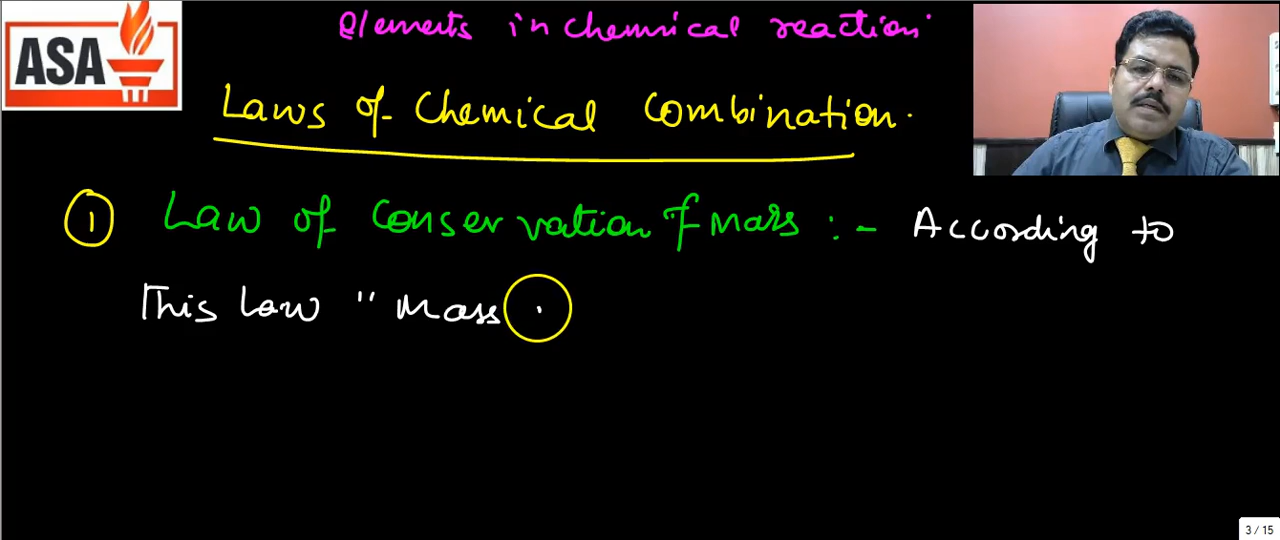 ASA
Elements in chemical reaction
Laws of Chemical Combination.
1 Law of Conservation of Mass :- According to
This Law " Mass
3 / 15